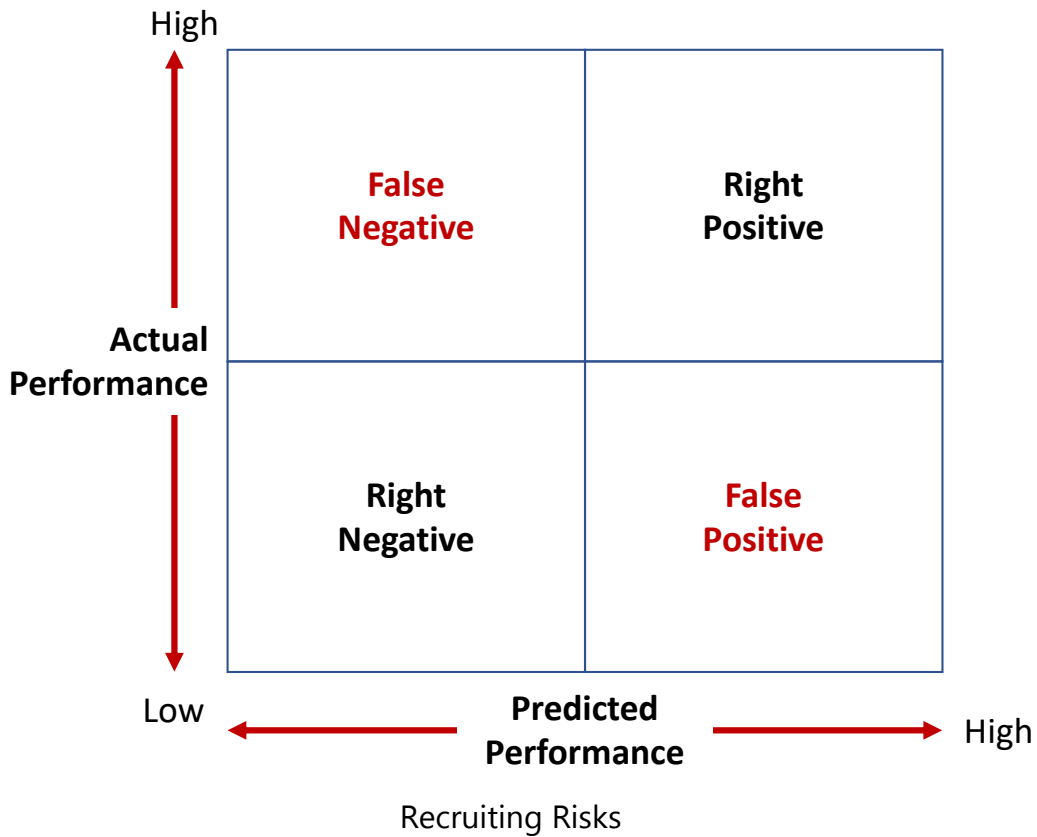 High
False
Negative
Right
Positive
Actual
Performance
Right
Negative
False
Positive
Low
Predicted
Performance
High
Recruiting Risks